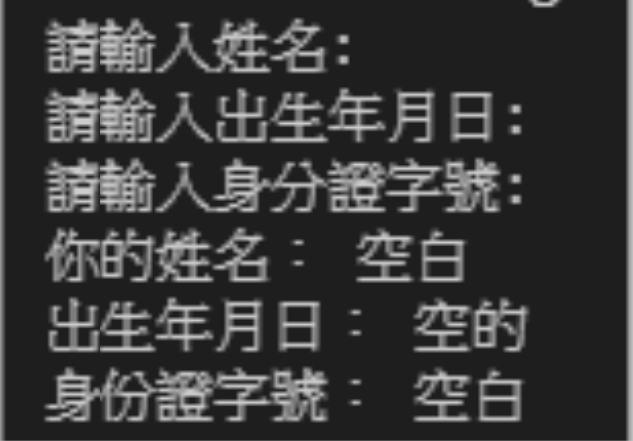 請輸入姓名:
請輸入出生年月日:
請輸入身分證字號:
你的姓名： 空白
出生年月日： 空的
身份證字號： 空白